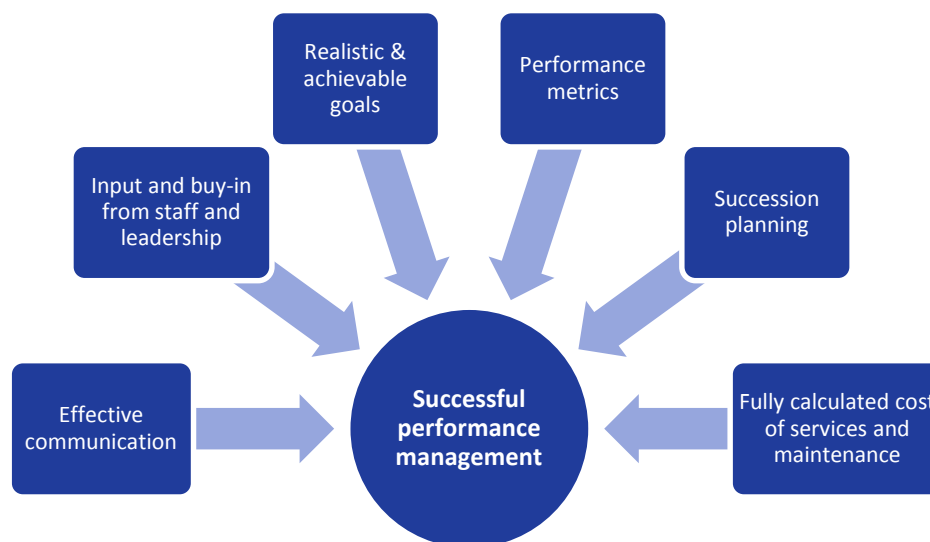 Realistic &
achievable
goals
Performance
metrics
Input and buy-in
from staff and
leadership
Succession
planning
Effective
communication
Successful
performance
management
Fully calculated cost
of services and
maintenance